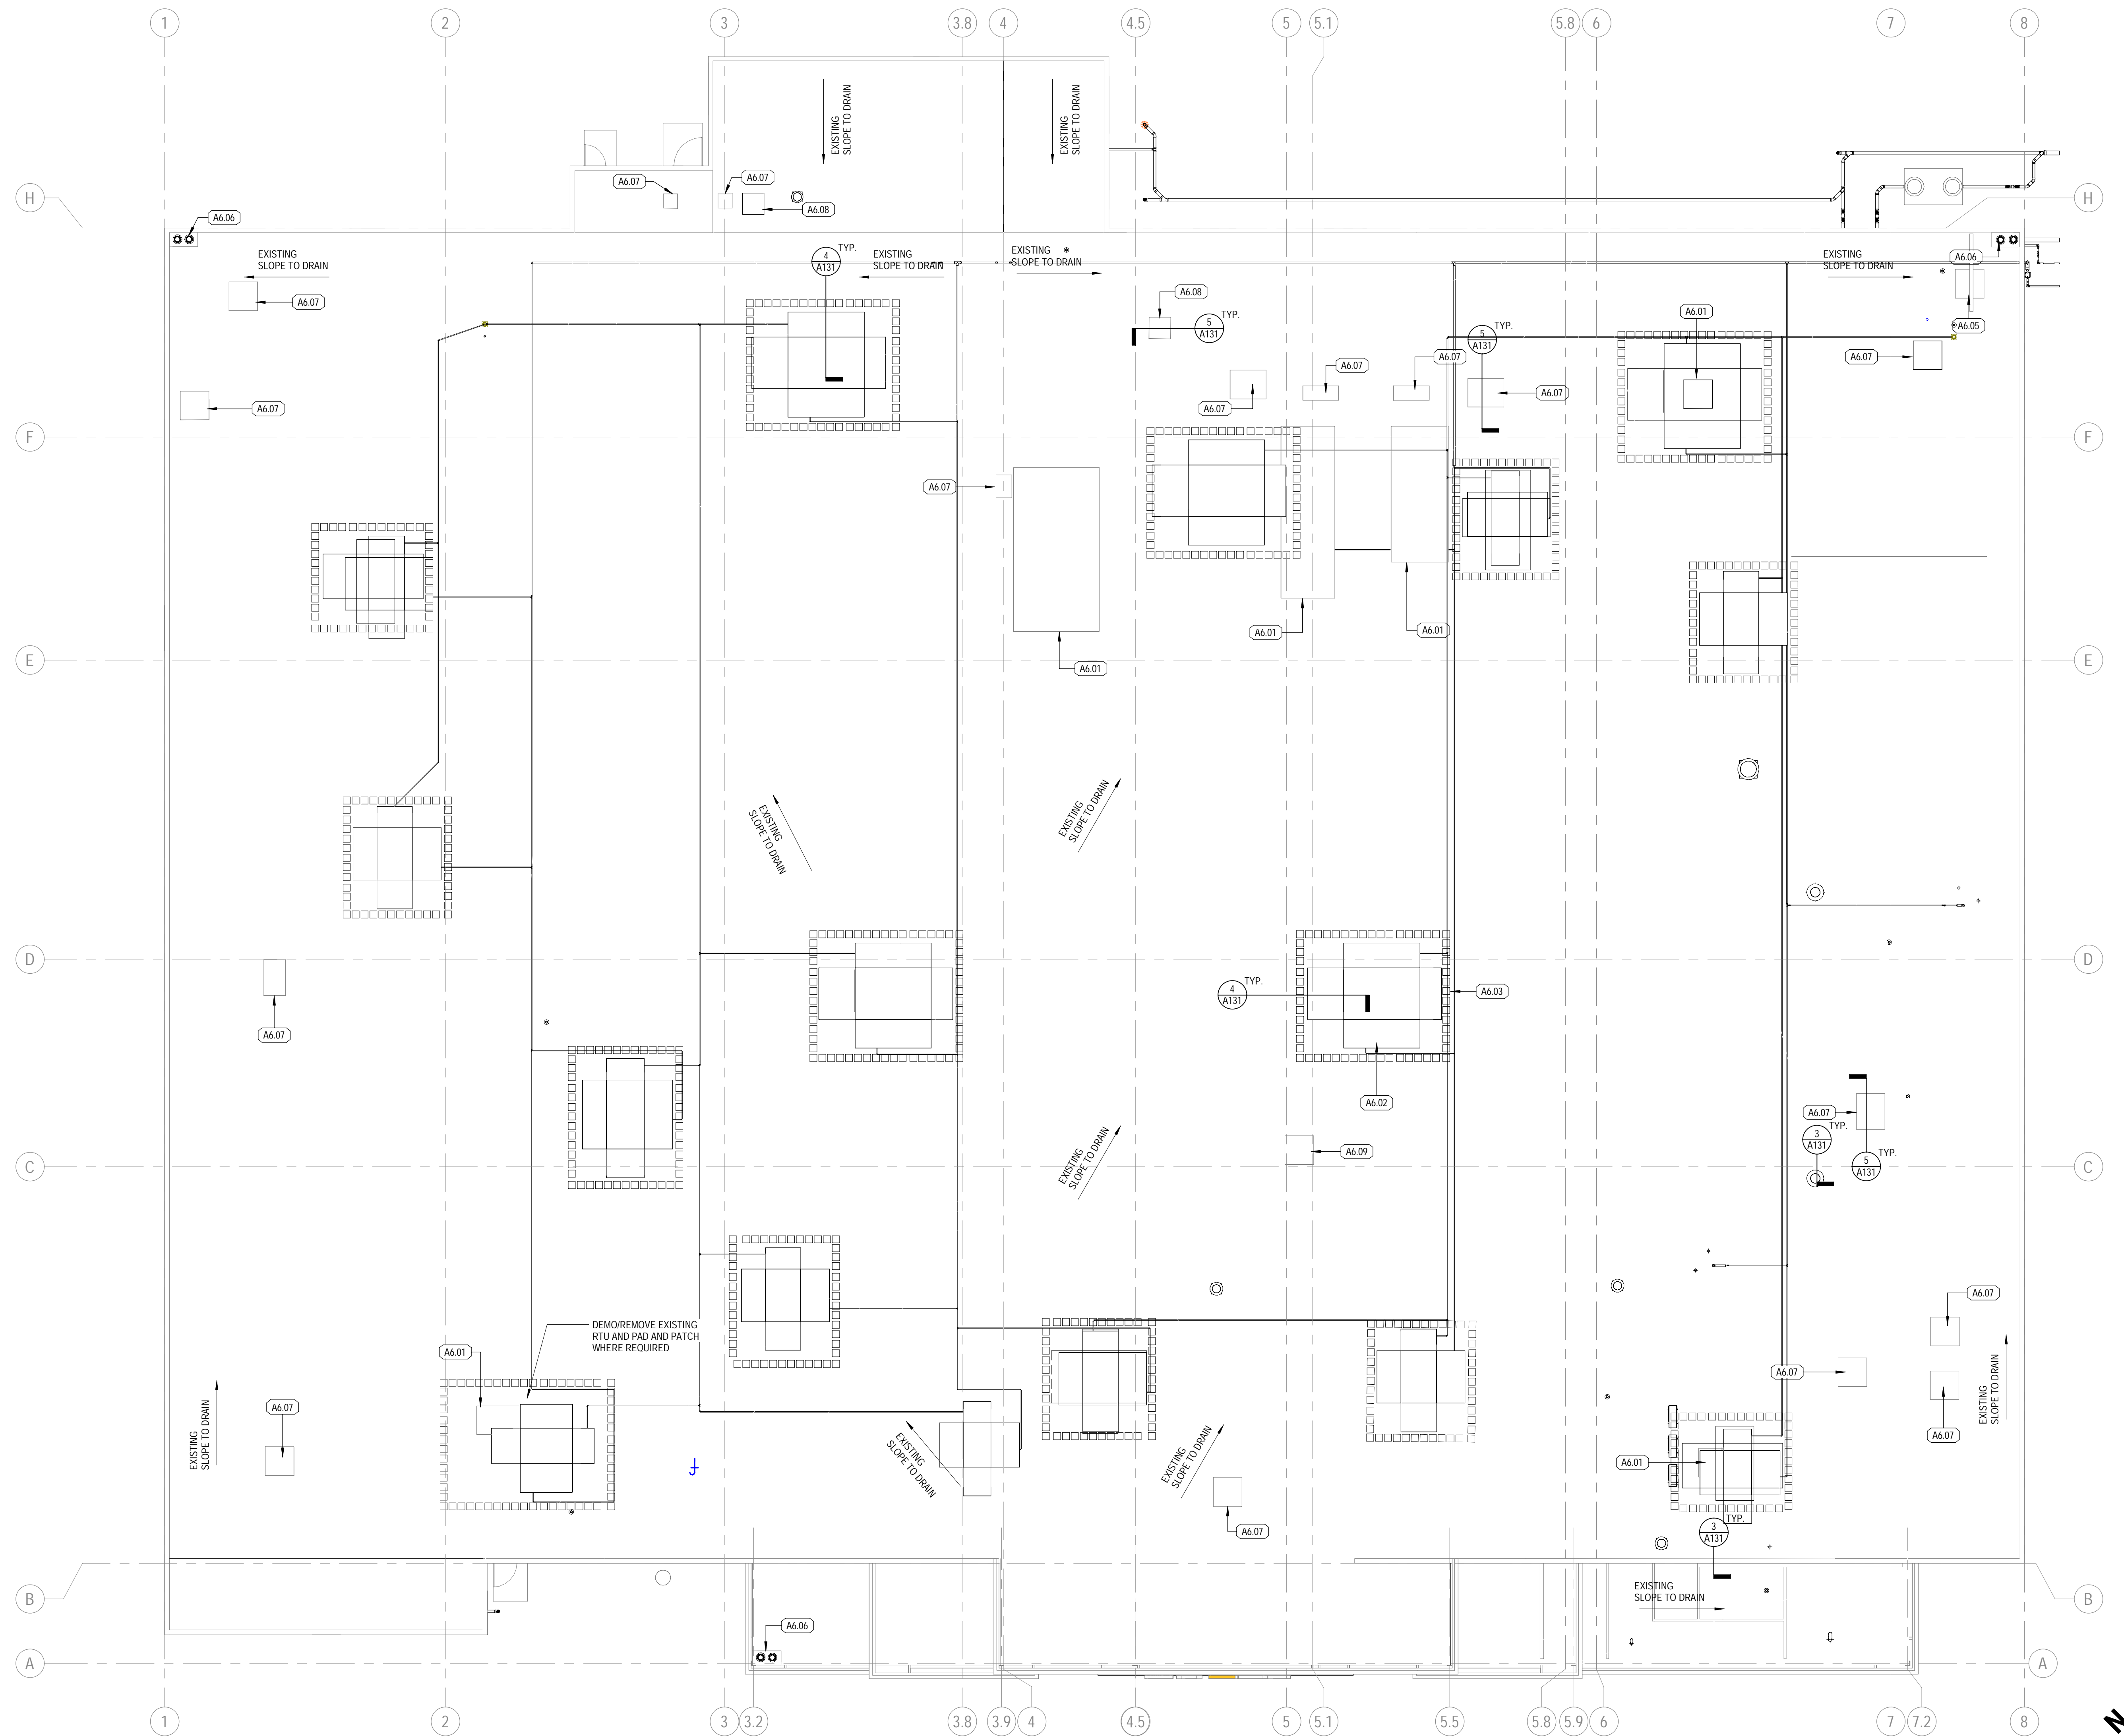 1
2
3
3.8
4
4.5
5
5.1
5.8
6
7
8
EXISTING
SLOPE TO DRAIN
EXISTING
SLOPE TO DRAIN
A6.07
A6.07
A6.08
H
H
A6.06
EXISTING
SLOPE TO DRAIN
4
A131
TYP.
EXISTING
SLOPE TO DRAIN
EXISTING
SLOPE TO DRAIN
EXISTING
SLOPE TO DRAIN
A6.06
A6.07
A6.08
5
A131
TYP.
5
A131
TYP.
A6.01
A6.05
A6.07
A6.07
A6.07
A6.07
A6.07
A6.07
A6.07
F
F
A6.07
A6.01
A6.01
A6.01
E
E
EXISTING
SLOPE TO DRAIN
EXISTING
SLOPE TO DRAIN
D
D
4
A131
TYP.
A6.03
A6.07
A6.02
A6.07
3
A131
TYP.
5
A131
TYP.
A6.09
EXISTING
SLOPE TO DRAIN
C
C
A6.07
DEMO/REMOVE EXISTING
RTU AND PAD AND PATCH
WHERE REQUIRED
A6.01
A6.07
A6.07
A6.07
EXISTING
SLOPE TO DRAIN
EXISTING
SLOPE TO DRAIN
A6.07
EXISTING
SLOPE TO DRAIN
EXISTING
SLOPE TO DRAIN
A6.01
A6.07
3
A131
TYP.
B
B
EXISTING
SLOPE TO DRAIN
A6.06
A
A
1
2
3
3.2
3.8
3.9
4
4.5
5
5.1
5.5
5.8
5.9
6
7
7.2
8
N